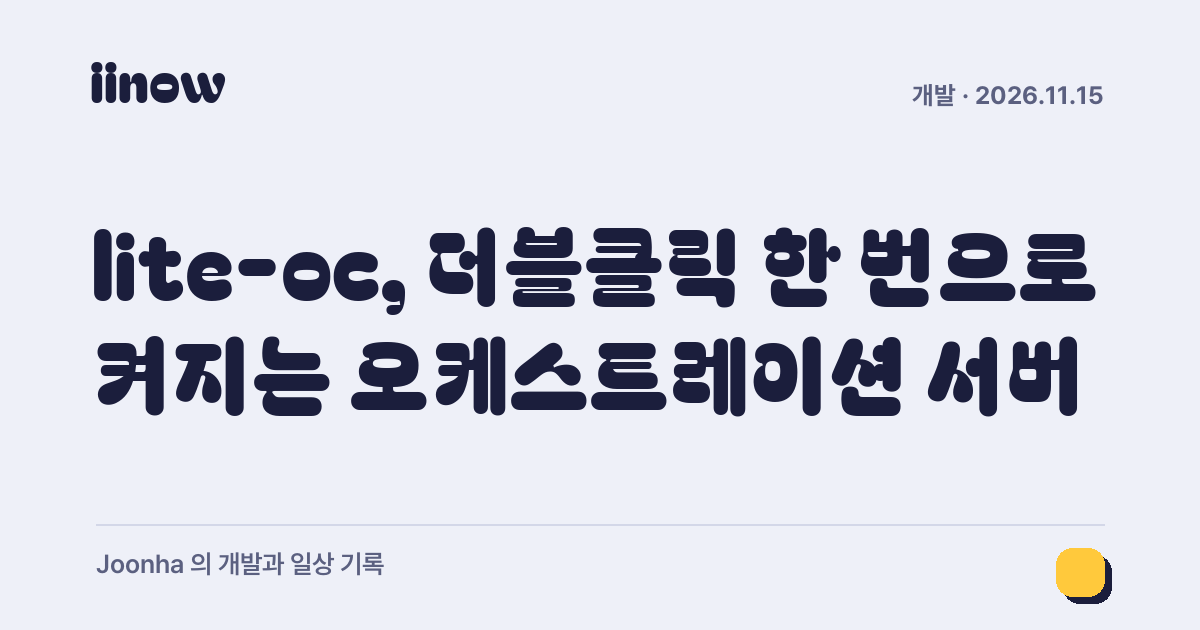 iinow
개발 · 2026.11.15
lite-oc, 더블클릭 한 번으로
켜지는 오케스트레이션 서버
Joonha 의 개발과 일상 기록